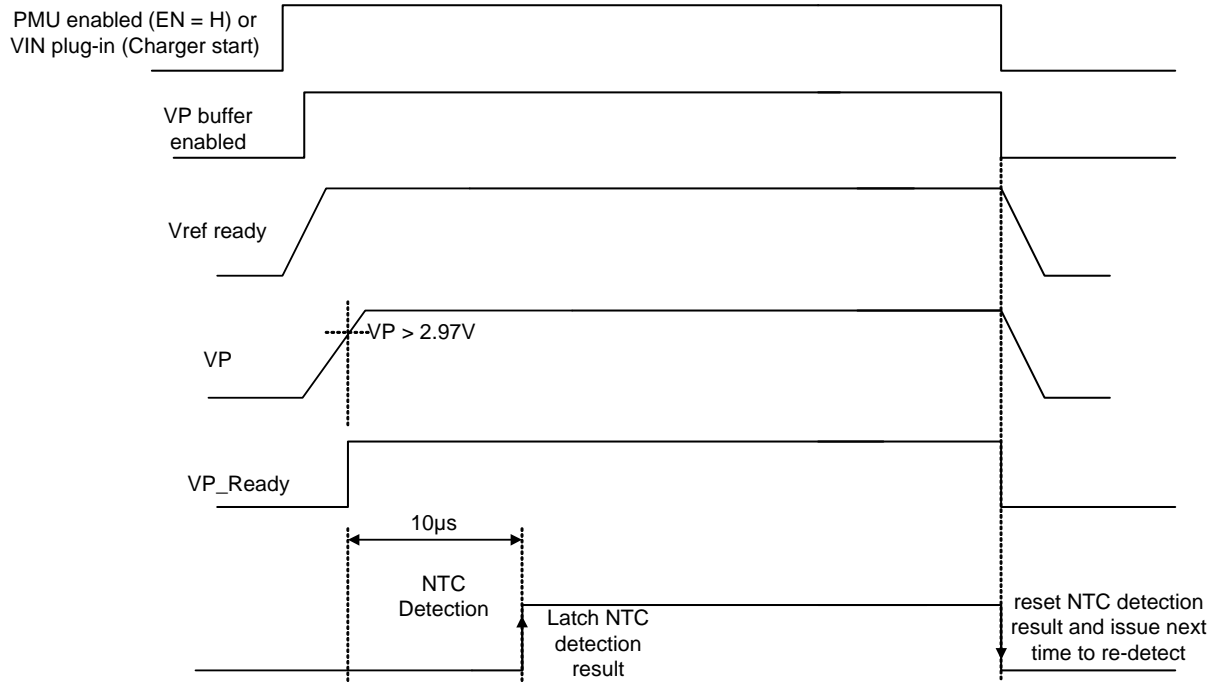 PMU enabled (EN = H) or
VIN plug-in (Charger start)
VP buffer
enabled
Vref ready
VP > 2.97V
VP
VP_Ready
10µs
NTC
Detection
Latch NTC
detection
result
reset NTC detection
result and issue next
time to re-detect